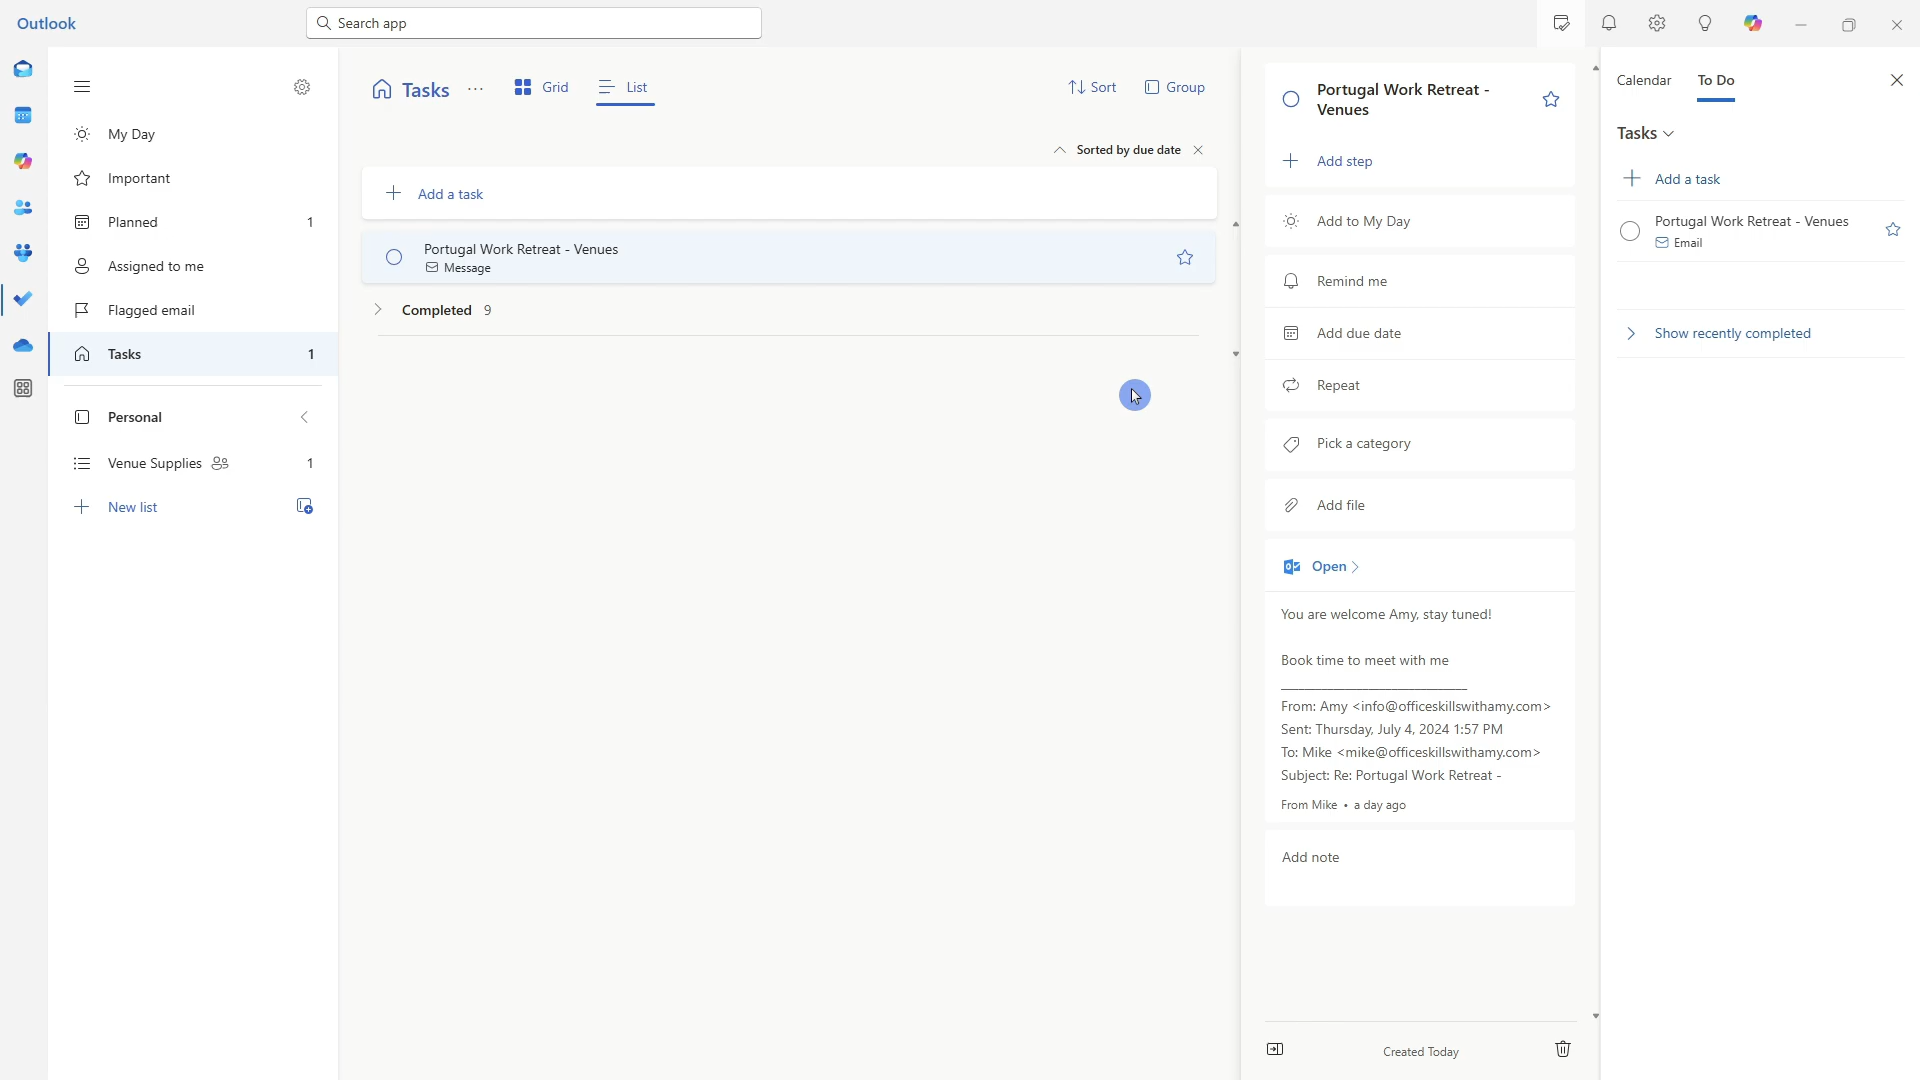 Outlook
Search app
My Day
Important
Planned 1
Assigned to me
Flagged email
Tasks 1
Personal
Venue Supplies 1
New list
Tasks ... Grid List Sort Group
Sorted by due date
Add a task
Portugal Work Retreat - Venues
Message
Completed 9
Portugal Work Retreat -
Venues
Add step
Add to My Day
Remind me
Add due date
Repeat
Pick a category
Add file
Open
You are welcome Amy, stay tuned!
Book time to meet with me
From: Amy <info@officeskillswithamy.com>
Sent: Thursday, July 4, 2024 1:57 PM
To: Mike <mike@officeskillswithamy.com>
Subject: Re: Portugal Work Retreat -
From Mike • a day ago
Add note
Created Today
Calendar To Do
Tasks
Add a task
Portugal Work Retreat - Venues
Email
Show recently completed